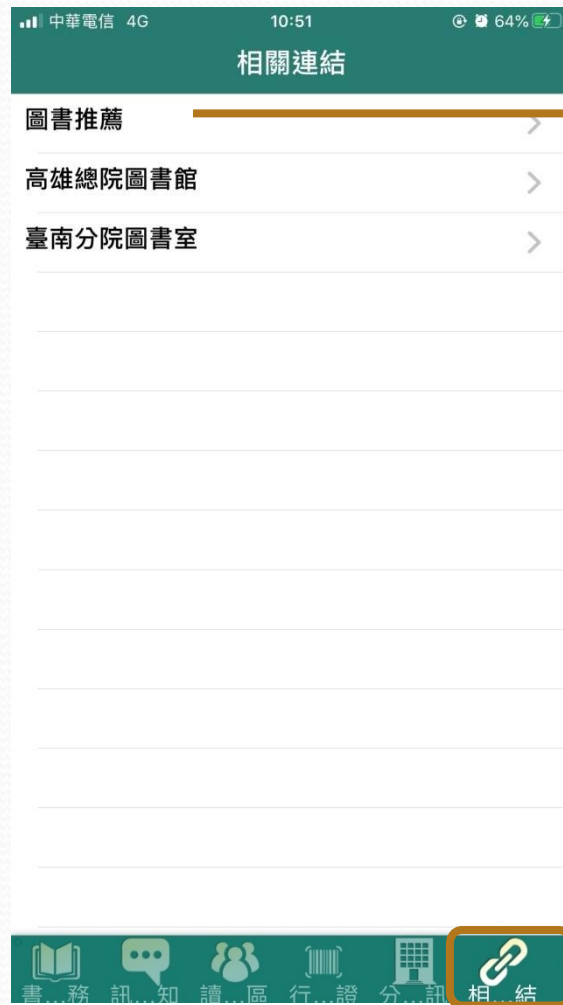 中華電信 4G 10:51 64%
相關連結
圖書推薦
高雄總院圖書館
臺南分院圖書室
書…務 訊…知 讀…區 行…證 分…訊 相…結